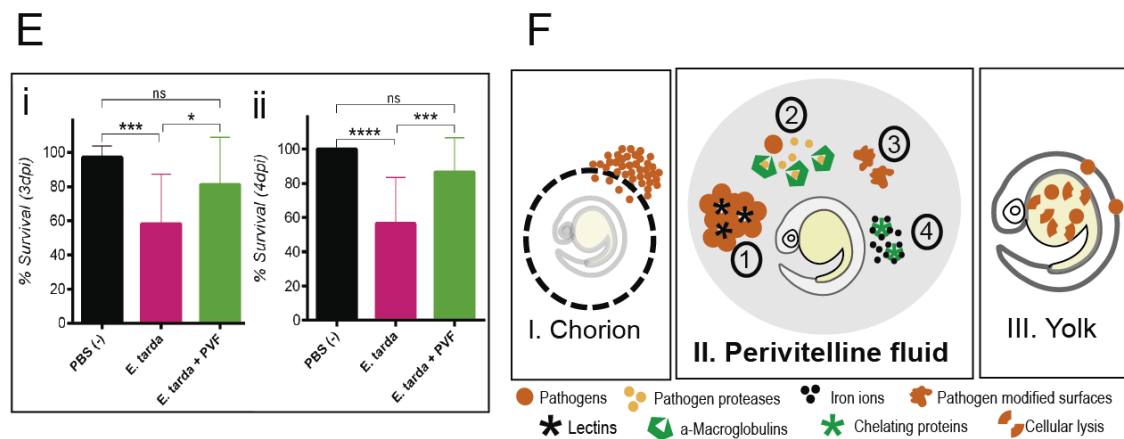 E
F
i
ii
ns
***
*
ns
****
***
% Survival (3dpi)
100
80
60
40
20
0
PBS (-)
E. tarda
E. tarda + PVF
% Survival (4dpi)
100
80
60
40
20
0
PBS (-)
E. tarda
E. tarda + PVF
I. Chorion
1
2
3
4
II. Perivitelline fluid
III. Yolk
Pathogens
Pathogen proteases
Iron ions
Pathogen modified surfaces
Lectins
a-Macroglobulins
Chelating proteins
Cellular lysis